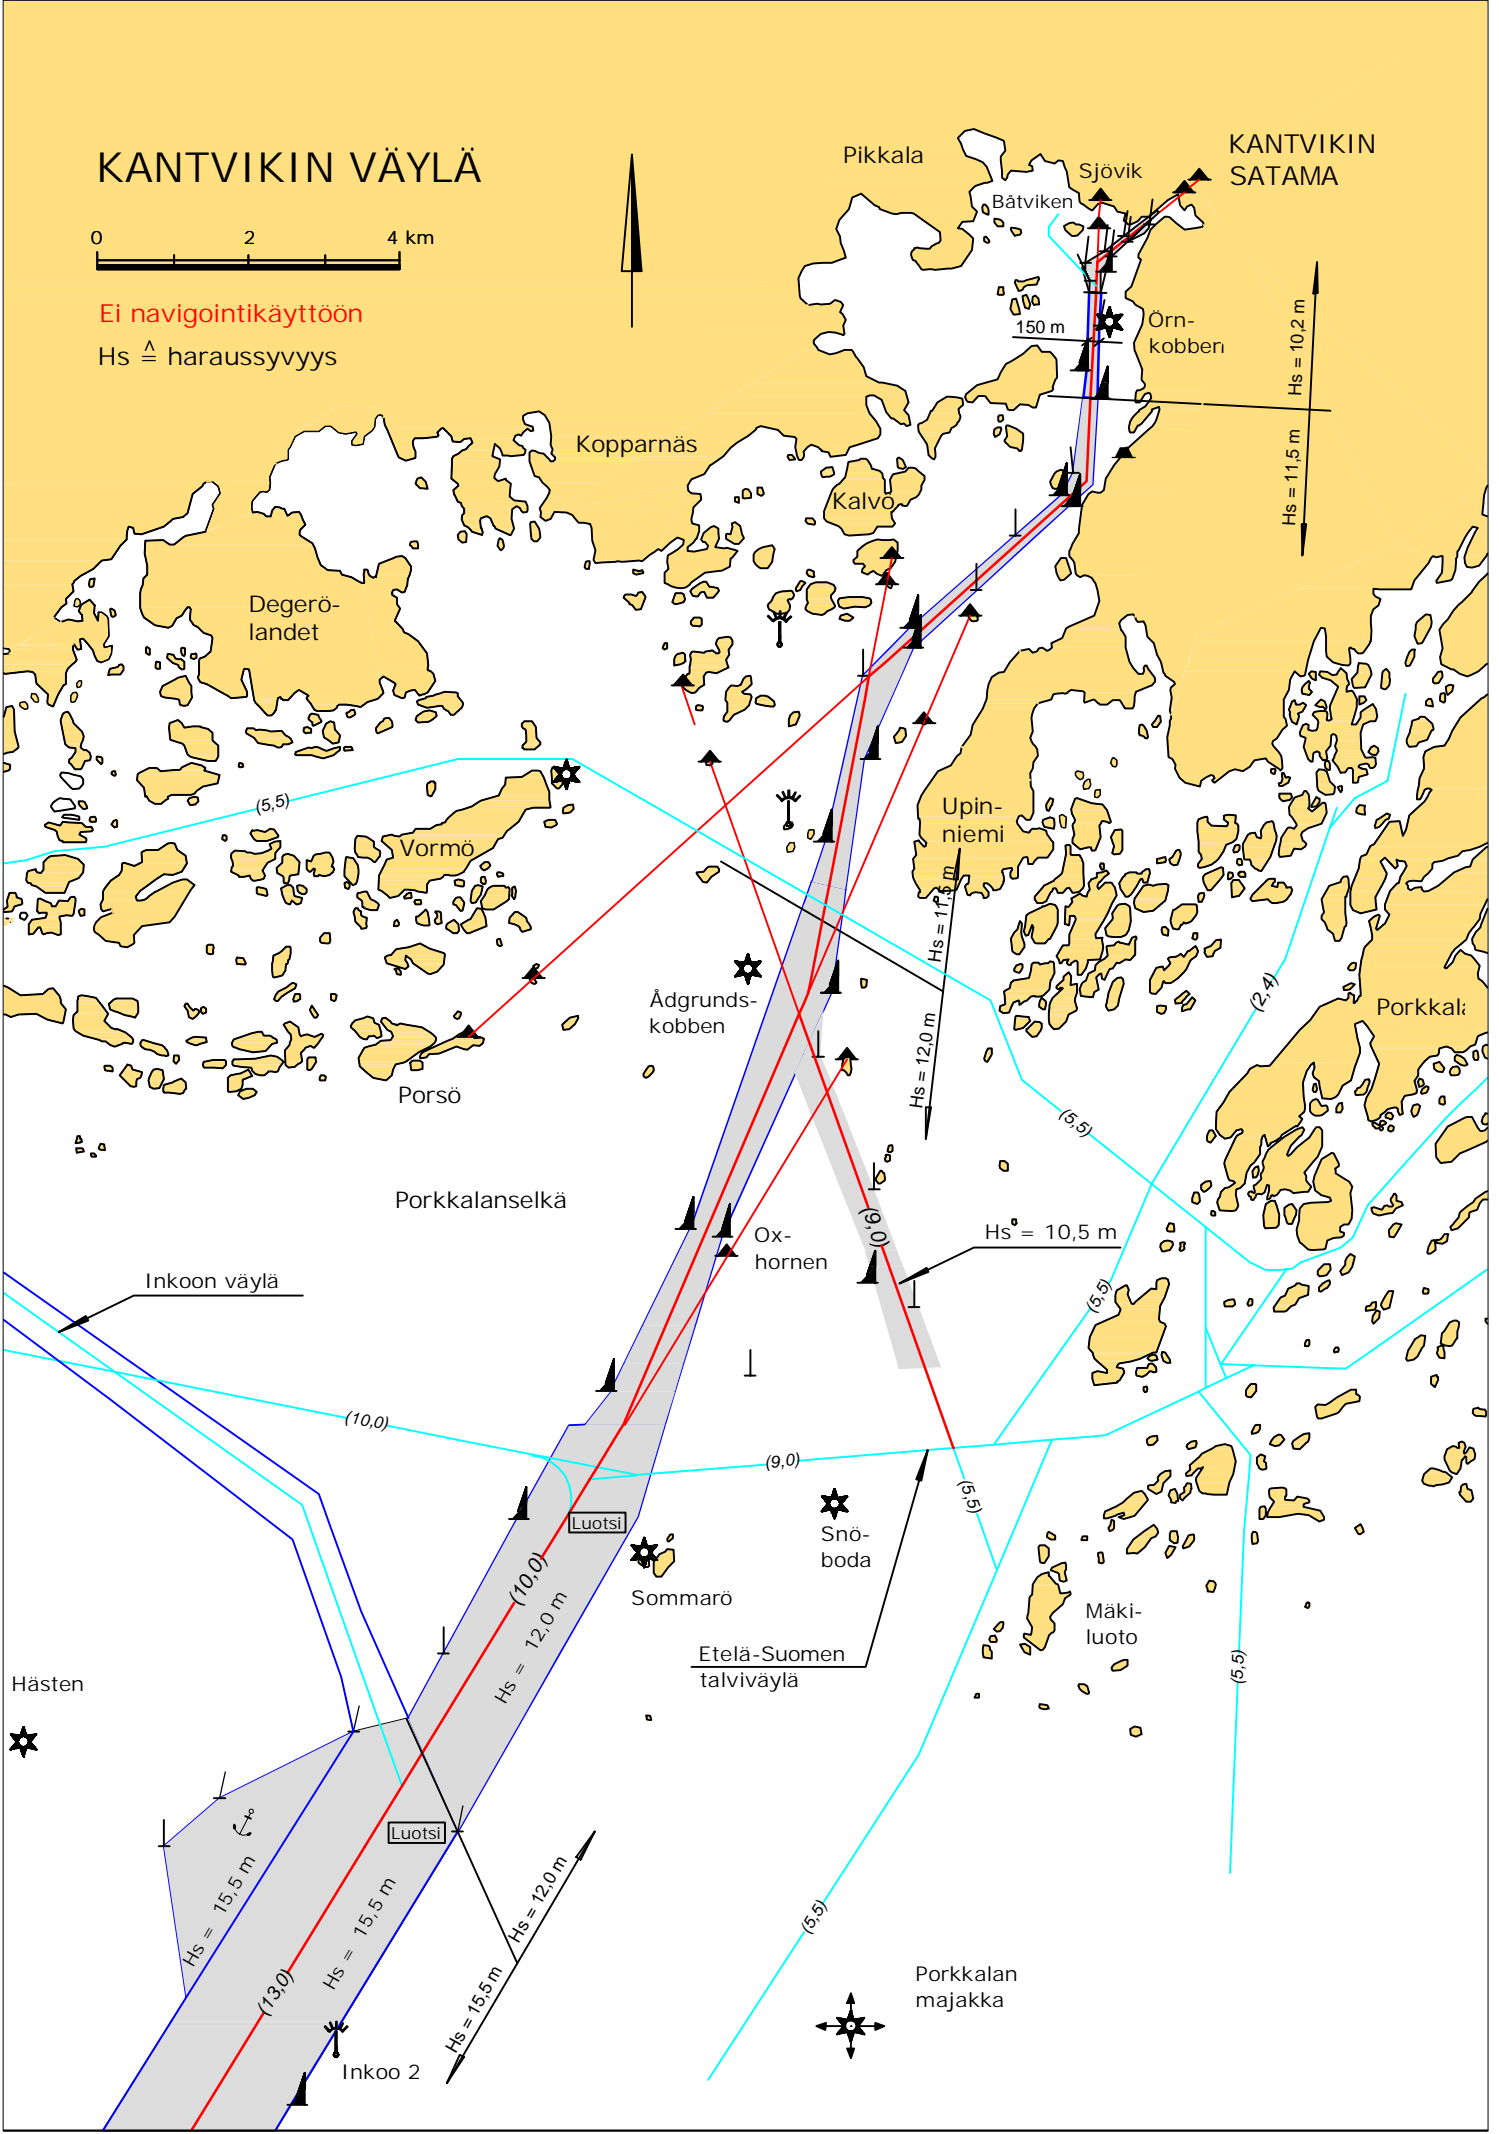 KANTVIKIN VÄYLÄ
0 2 4 km
Ei navigointikäyttöön
Hs ≙ haraussyvyys
Pikkala
KANTVIKIN
SATAMA
Sjövik
Båtviken
150 m
Örn-
kobben
Hs = 10,2 m
Hs = 11,5 m
Kopparnäs
Kalvö
Degerö-
landet
(5,5)
Vormö
Upin-
niemi
Hs = 11,5 m
Hs = 12,0 m
Ådgrunds-
kobben
(2,4)
Porkkala
Porsö
(5,5)
Porkkalanselkä
(9,0)
Hs = 10,5 m
Ox-
hornen
Inkoon väylä
(5,5)
(10,0)
(9,0)
(5,5)
Luotsi
Snö-
boda
(10,0)
Hs = 12,0 m
Sommarö
Mäki-
luoto
Etelä-Suomen
talviväylä
(5,5)
Hästen
Luotsi
Hs = 15,5 m
Hs = 15,5 m
Hs = 12,0 m
Hs = 15,5 m
(5,5)
(13,0)
Porkkalan
majakka
Inkoo 2